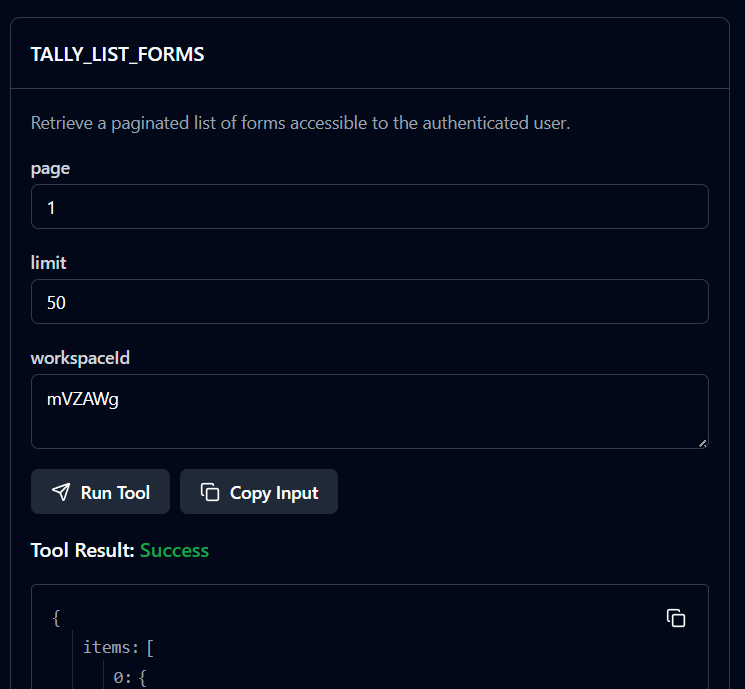 TALLY_LIST_FORMS
Retrieve a paginated list of forms accessible to the authenticated user.
page
1
limit
50
workspaceId
mVZAWg
Run Tool Copy Input
Tool Result: Success
{
items: [
0: {